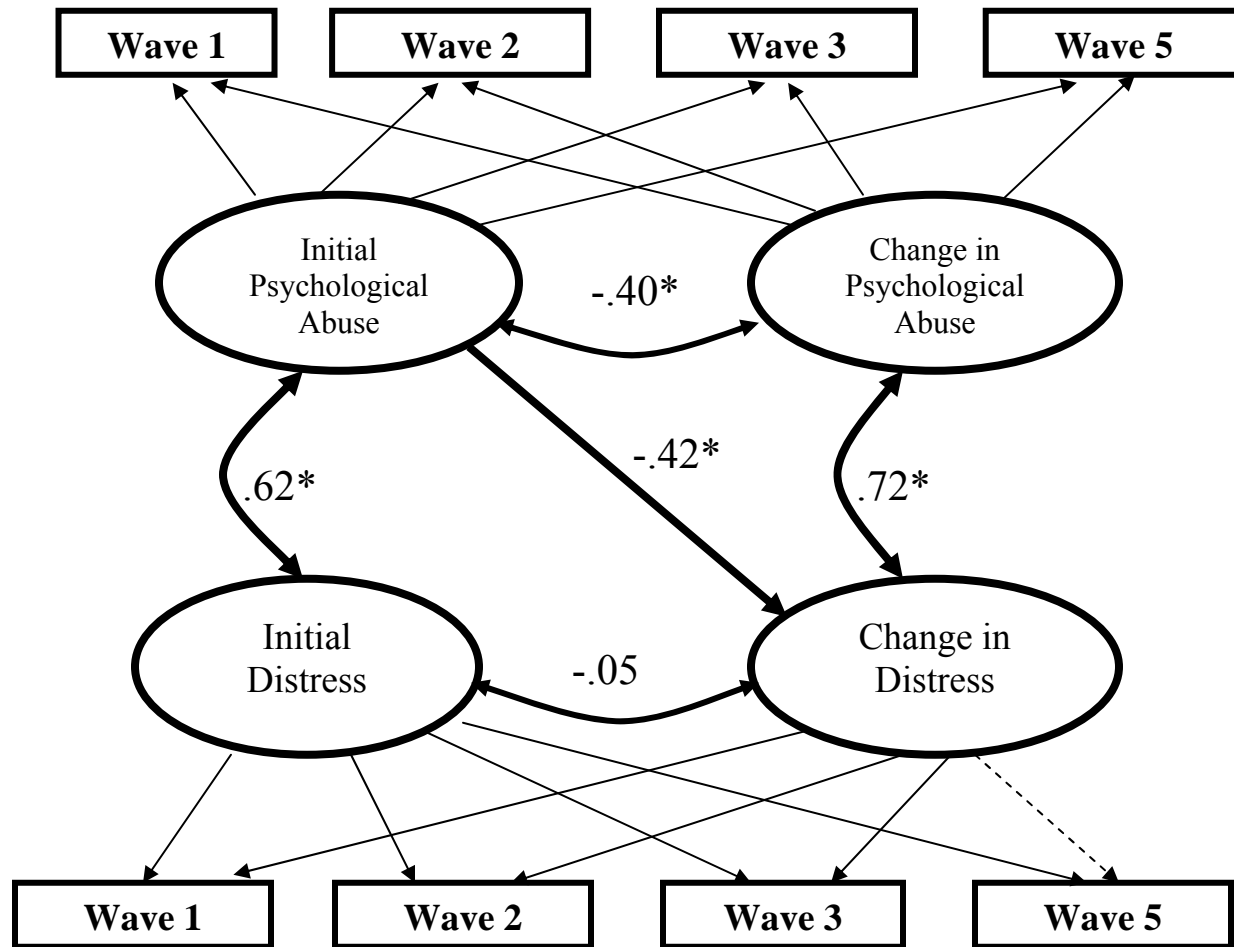 Wave 1
Wave 2
Wave 3
Wave 5
Initial
Psychological
Abuse
Change in
Psychological
Abuse
-.40*
-.42*
.62*
.72*
Initial
Distress
Change in
Distress
-.05
Wave 1
Wave 2
Wave 3
Wave 5